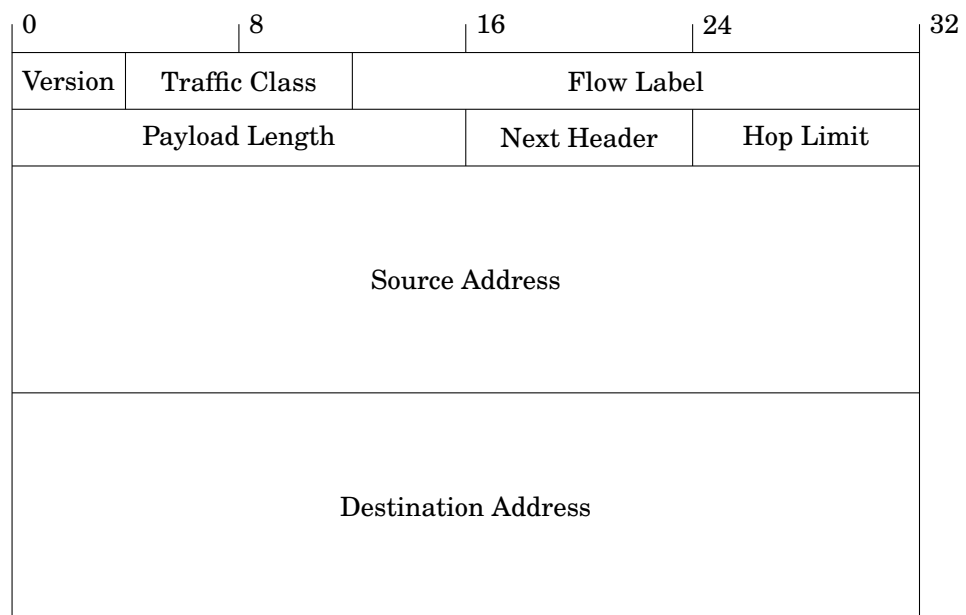 0 8 16 24 32
Version Traffic Class Flow Label
Payload Length Next Header Hop Limit
Source Address
Destination Address